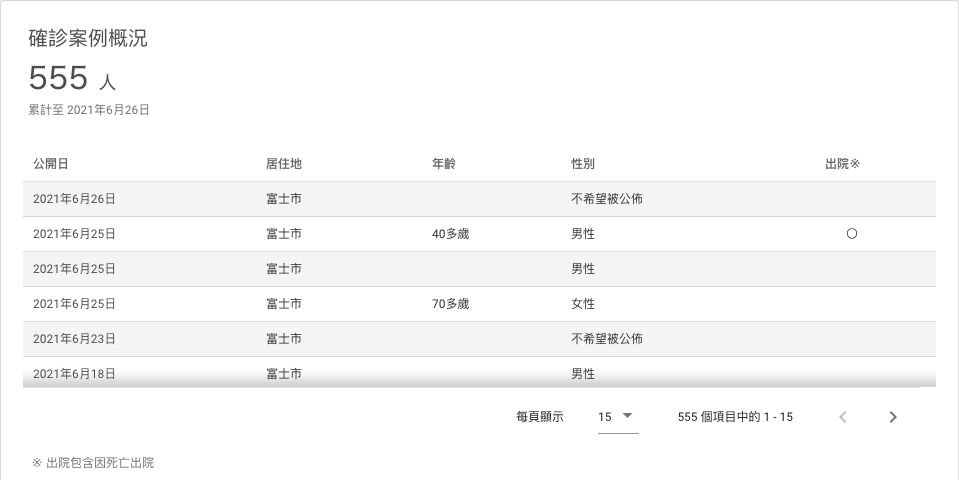 確診案例概況
555 人
累計至 2021年6月26日
公開日 居住地 年齡 性別 出院※
2021年6月26日 富士市 不希望被公佈
2021年6月25日 富士市 40多歲 男性 〇
2021年6月25日 富士市 男性
2021年6月25日 富士市 70多歲 女性
2021年6月23日 富士市 不希望被公佈
2021年6月18日 富士市 男性
每頁顯示 15 555 個項目中的 1 - 15
※ 出院包含因死亡出院